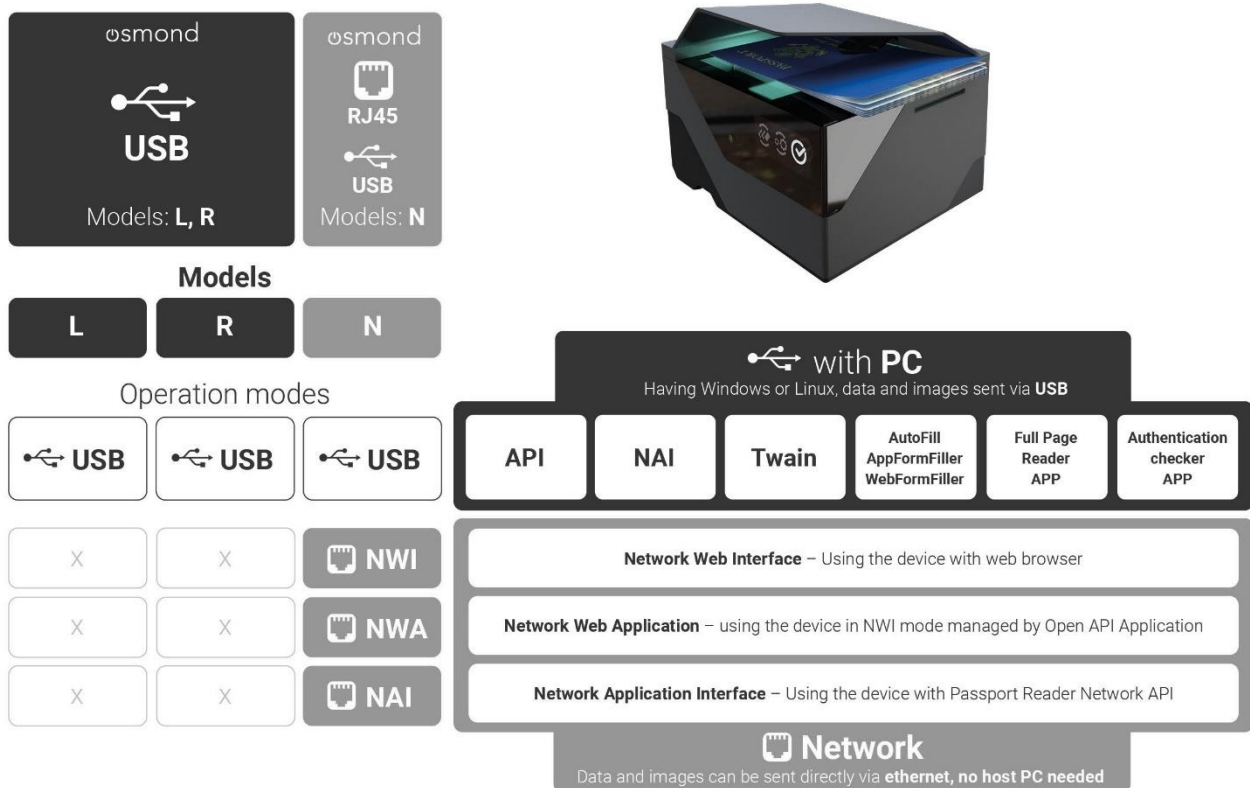 osmond
USB
Models: L, R
osmond
RJ45
USB
Models: N
PASSPORT
Models
L
R
N
Operation modes
USB
USB
USB
X
X
NWI
X
X
NWA
X
X
NAI
with PC
Having Windows or Linux, data and images sent via USB
API
NAI
Twain
AutoFill
AppFormFiller
WebFormFiller
Full Page
Reader
APP
Authentication
checker
APP
Network Web Interface – Using the device with web browser
Network Web Application – using the device in NWI mode managed by Open API Application
Network Application Interface – Using the device with Passport Reader Network API
Network
Data and images can be sent directly via ethernet, no host PC needed